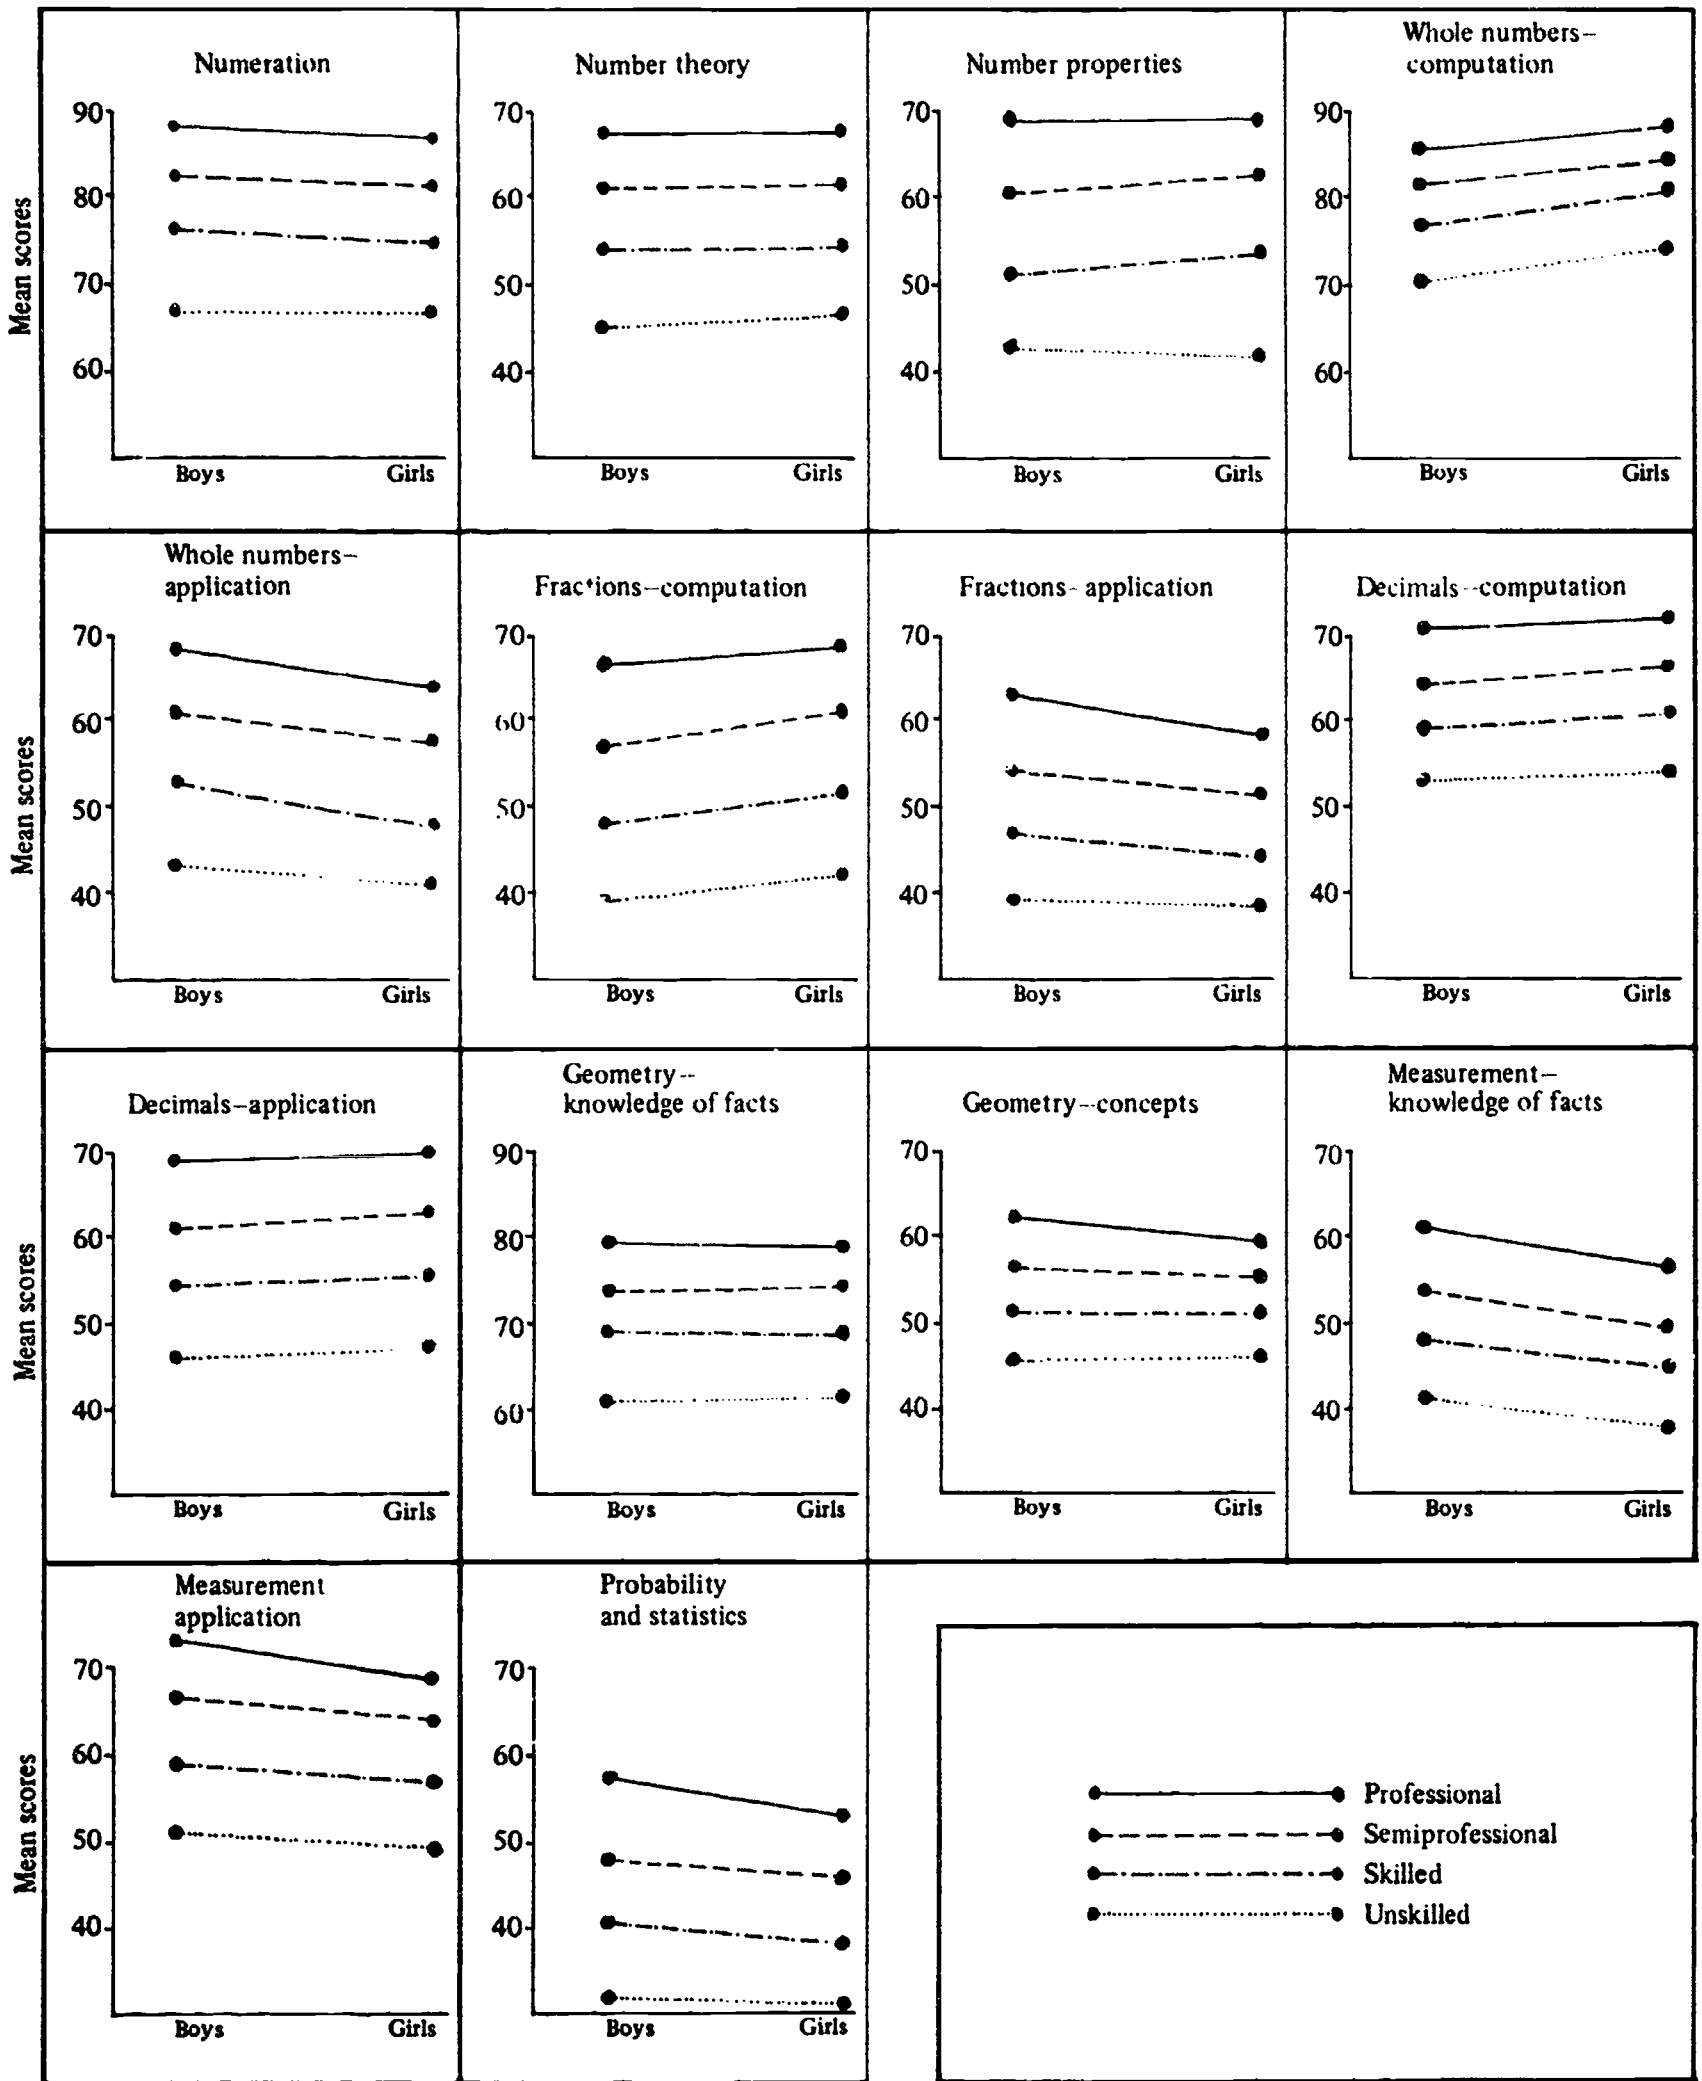 Numeration
Mean scores
90
80
70
60
Boys Girls
Number theory
70
60
50
40
Boys Girls
Number properties
70
60
50
40
Boys Girls
Whole numbers–
computation
90
80
70
60
Boys Girls
Whole numbers–
application
Mean scores
70
60
50
40
Boys Girls
Fractions–computation
70
60
50
40
Boys Girls
Fractions–application
70
60
50
40
Boys Girls
Decimals–computation
70
60
50
40
Boys Girls
Decimals–application
Mean scores
70
60
50
40
Boys Girls
Geometry–
knowledge of facts
90
80
70
60
Boys Girls
Geometry–concepts
70
60
50
40
Boys Girls
Measurement–
knowledge of facts
70
60
50
40
Boys Girls
Measurement
application
Mean scores
70
60
50
40
Boys Girls
Probability
and statistics
70
60
50
40
Boys Girls
Professional
Semiprofessional
Skilled
Unskilled